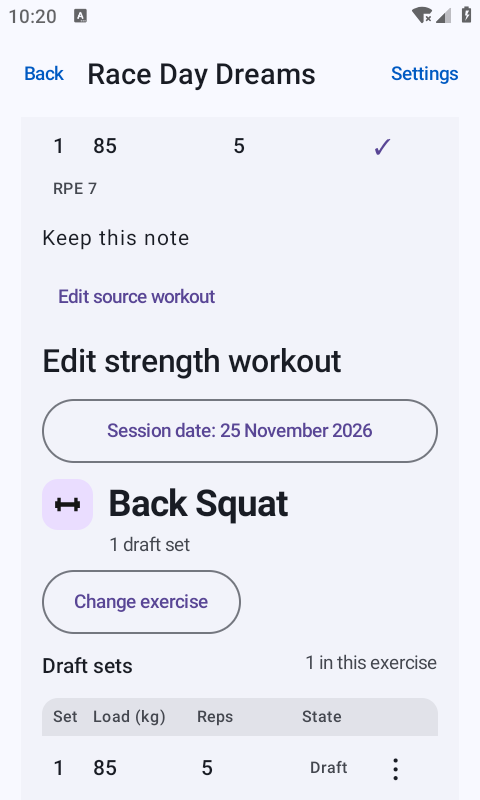 10:20
Back Race Day Dreams Settings
1 85 5 ✓
RPE 7
Keep this note
Edit source workout
Edit strength workout
Session date: 25 November 2026
Back Squat
1 draft set
Change exercise
Draft sets 1 in this exercise
Set Load (kg) Reps State
1 85 5 Draft